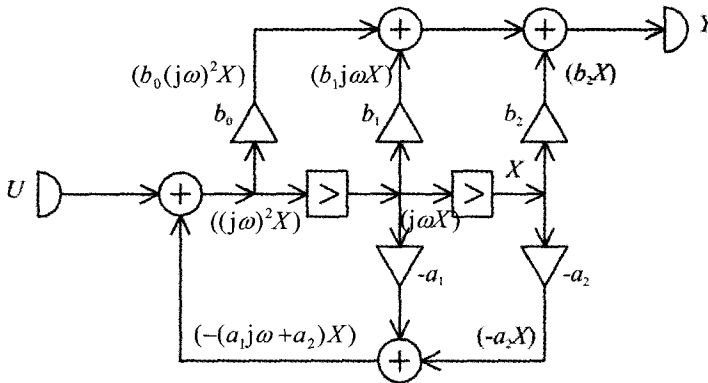 Y
(b₀(jω)²X)
(b₁jωX)
(b₂X)
b₀
b₁
b₂
U
X
((jω)²X)
(jωX)
-a₁
-a₂
(-(a₁jω+a₂)X)
(-a₂X)